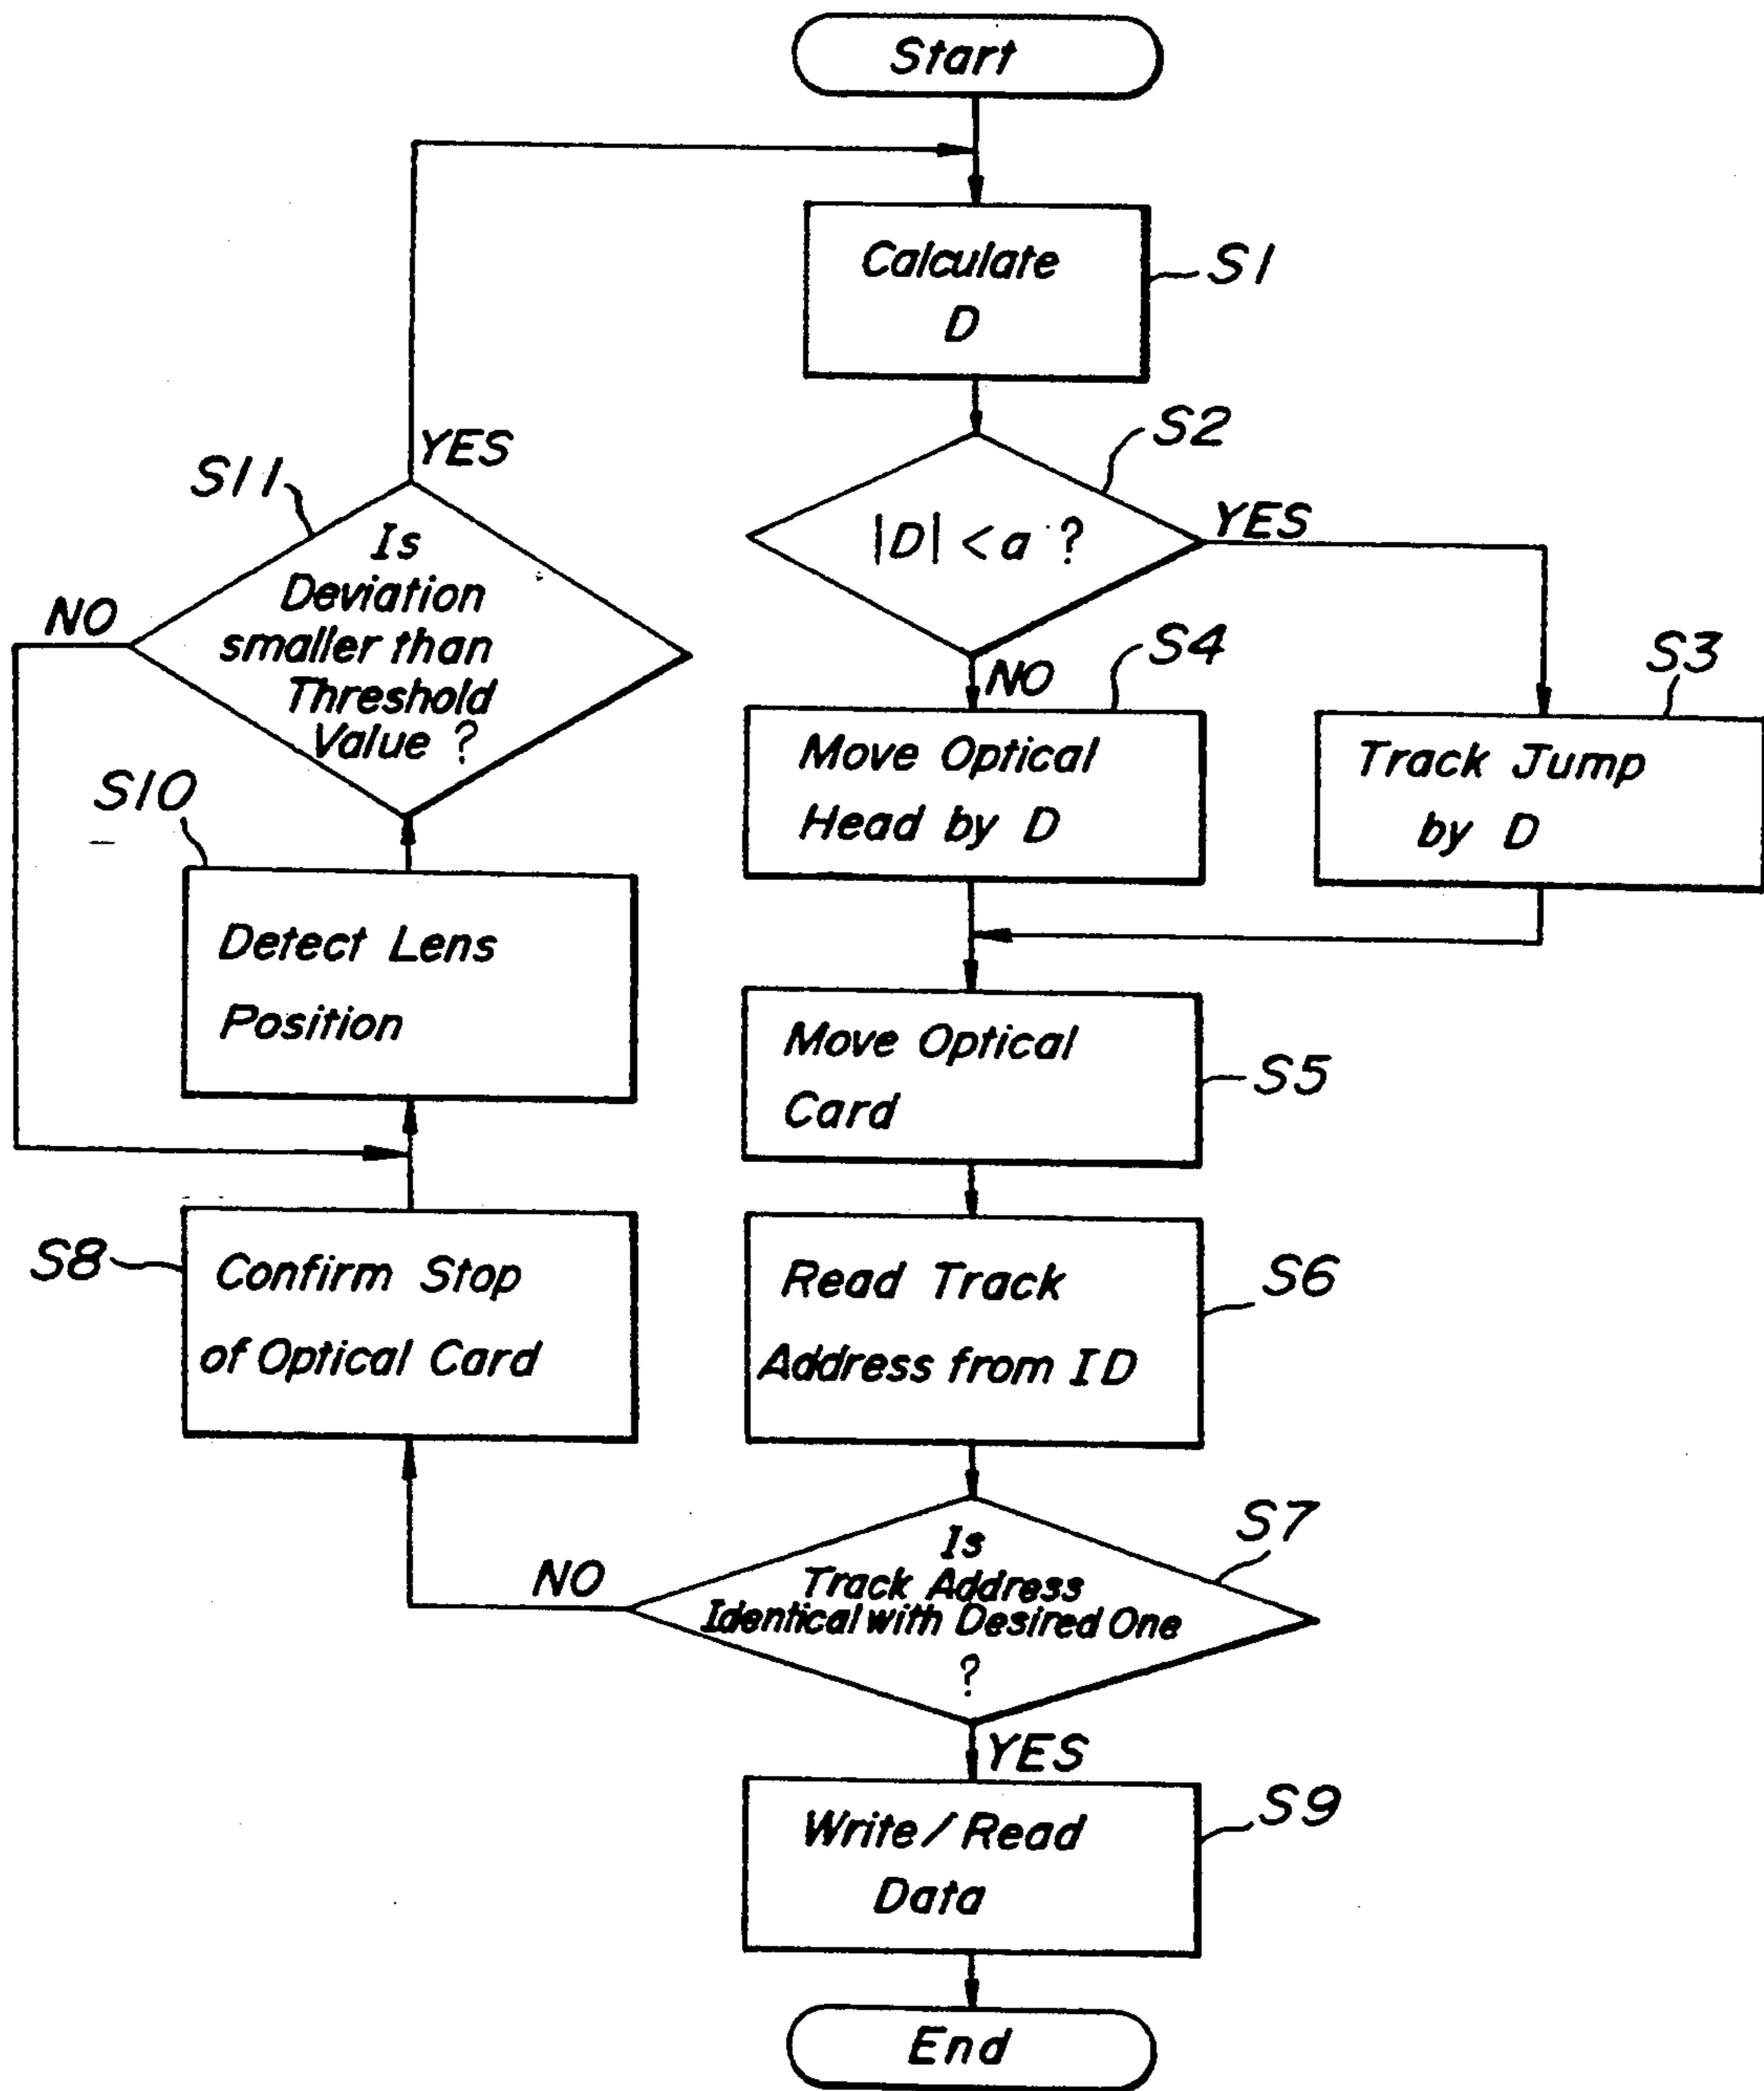 Start
Calculate
D
S1
S2
|D| < a ?
YES
NO
S3
Track Jump
by D
S4
Move Optical
Head by D
Move Optical
Card
S5
Read Track
Address from ID
S6
Is
Track Address
Identical with Desired One
?
S7
NO
YES
Confirm Stop
of Optical Card
S8
Detect Lens
Position
S10
Is
Deviation
smaller than
Threshold
Value ?
S11
YES
NO
Write / Read
Data
S9
End